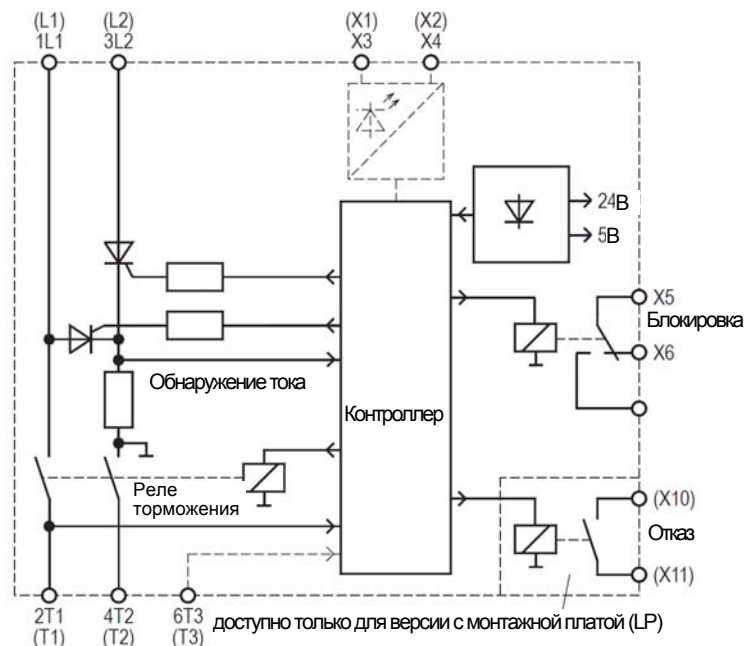 (L1) (L2) (X1) (X2)
1L1 3L2 X3 X4
24В
5В
X5
Блокировка
X6
Обнаружение тока
Контроллер
Реле
торможения
(X10)
Отказ
(X11)
2T1 4T2 6T3
(T1) (T2) (T3)
доступно только для версии с монтажной платой (LP)